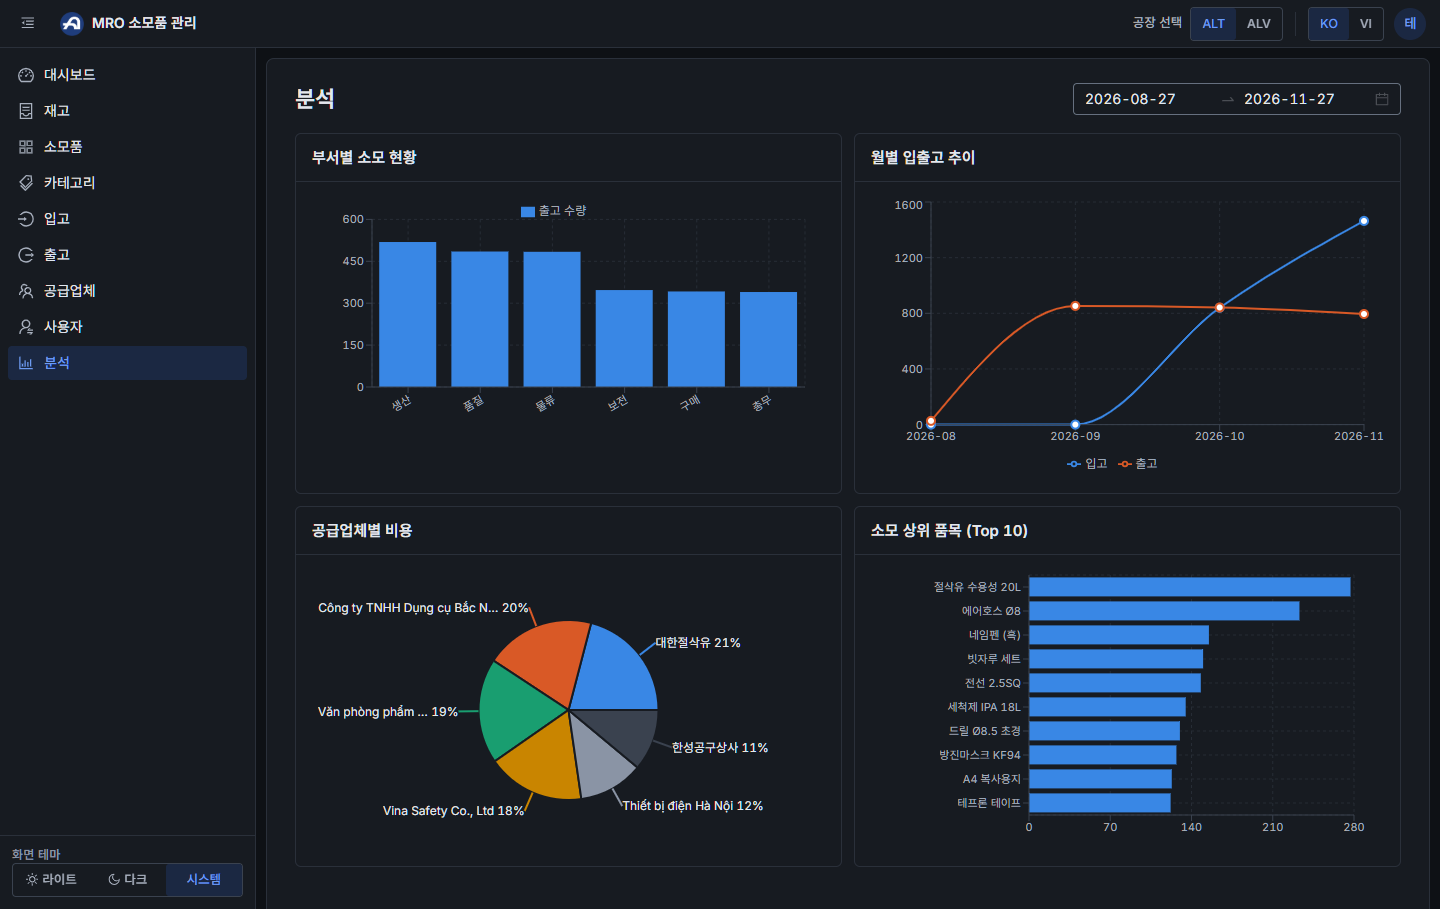 MRO 소모품 관리
공장 선택 ALT ALV KO VI 테
대시보드
재고
소모품
카테고리
입고
출고
공급업체
사용자
분석
화면 테마
라이트 다크 시스템
분석
2026-08-27 → 2026-11-27
부서별 소모 현황
출고 수량
600
450
300
150
0
생산 품질 물류 보전 구매 총무
월별 입출고 추이
1600
1200
800
400
0
2026-08 2026-09 2026-10 2026-11
입고 출고
공급업체별 비용
Công ty TNHH Dụng cụ Bắc N... 20%
대한절삭유 21%
Văn phòng phẩm ... 19%
한성공구상사 11%
Vina Safety Co., Ltd 18%
Thiết bị điện Hà Nội 12%
소모 상위 품목 (Top 10)
절삭유 수용성 20L
에어호스 Ø8
네임펜 (흑)
빗자루 세트
전선 2.5SQ
세척제 IPA 18L
드릴 Ø8.5 초경
방진마스크 KF94
A4 복사용지
테프론 테이프
0 70 140 210 280